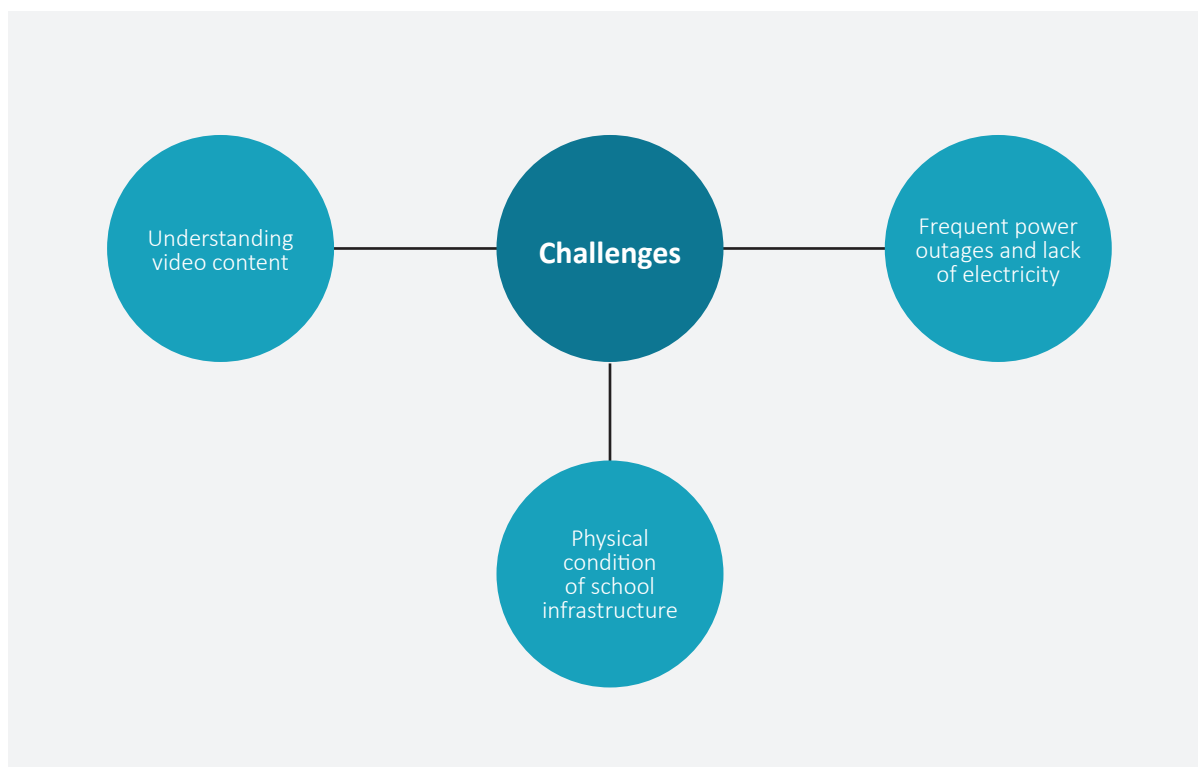 Understanding
video content
Challenges
Frequent power
outages and lack
of electricity
Physical
condition
of school
infrastructure